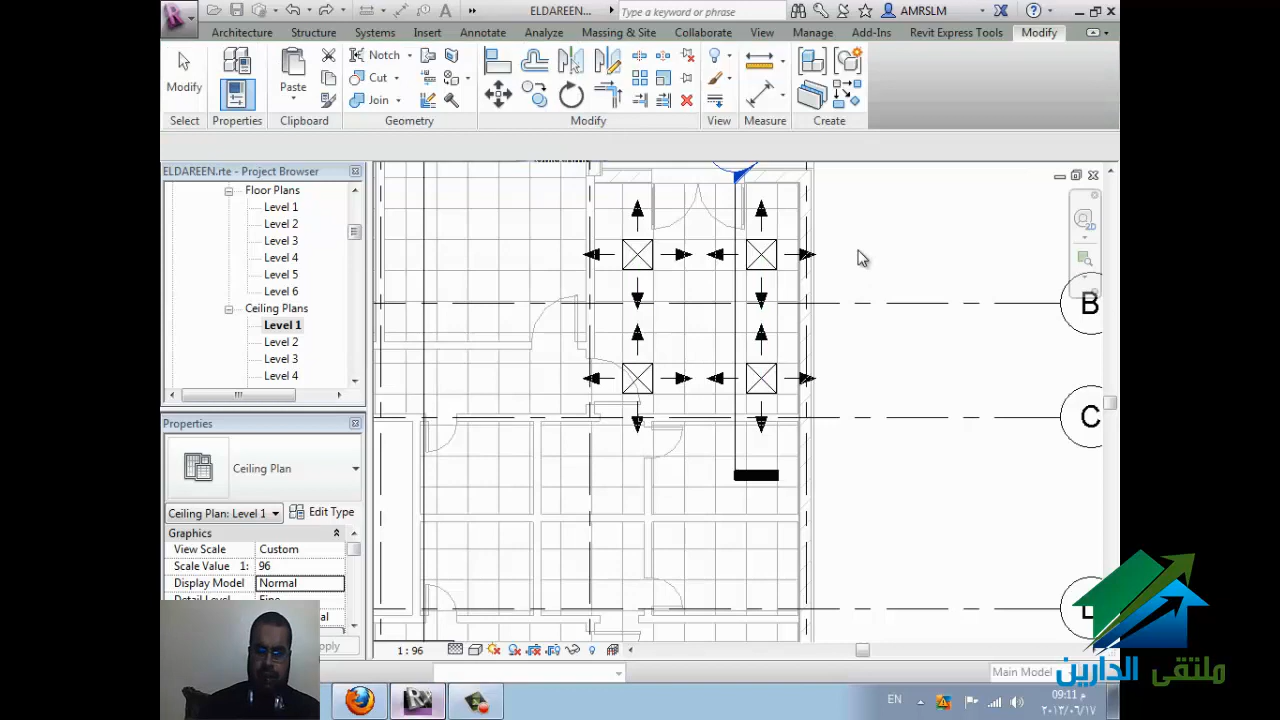 ELDAREEN...
Type a keyword or phrase
AMRSLM
Architecture Structure Systems Insert Annotate Analyze Massing & Site Collaborate View Manage Add-Ins Revit Express Tools Modify
Modify
Paste
Notch
Cut
Join
Select Properties Clipboard Geometry Modify View Measure Create
ELDAREEN.rte - Project Browser
Floor Plans
Level 1
Level 2
Level 3
Level 4
Level 5
Level 6
Ceiling Plans
Level 1
Level 2
Level 3
Level 4
Properties
Ceiling Plan
Ceiling Plan: Level 1
Edit Type
Graphics
View Scale Custom
Scale Value 1: 96
Display Model Normal
2D
B
C
1 : 96
Main Model
ملتقى الدارين
EN
09:11 م
٢٠١٣/٠٦/١٧